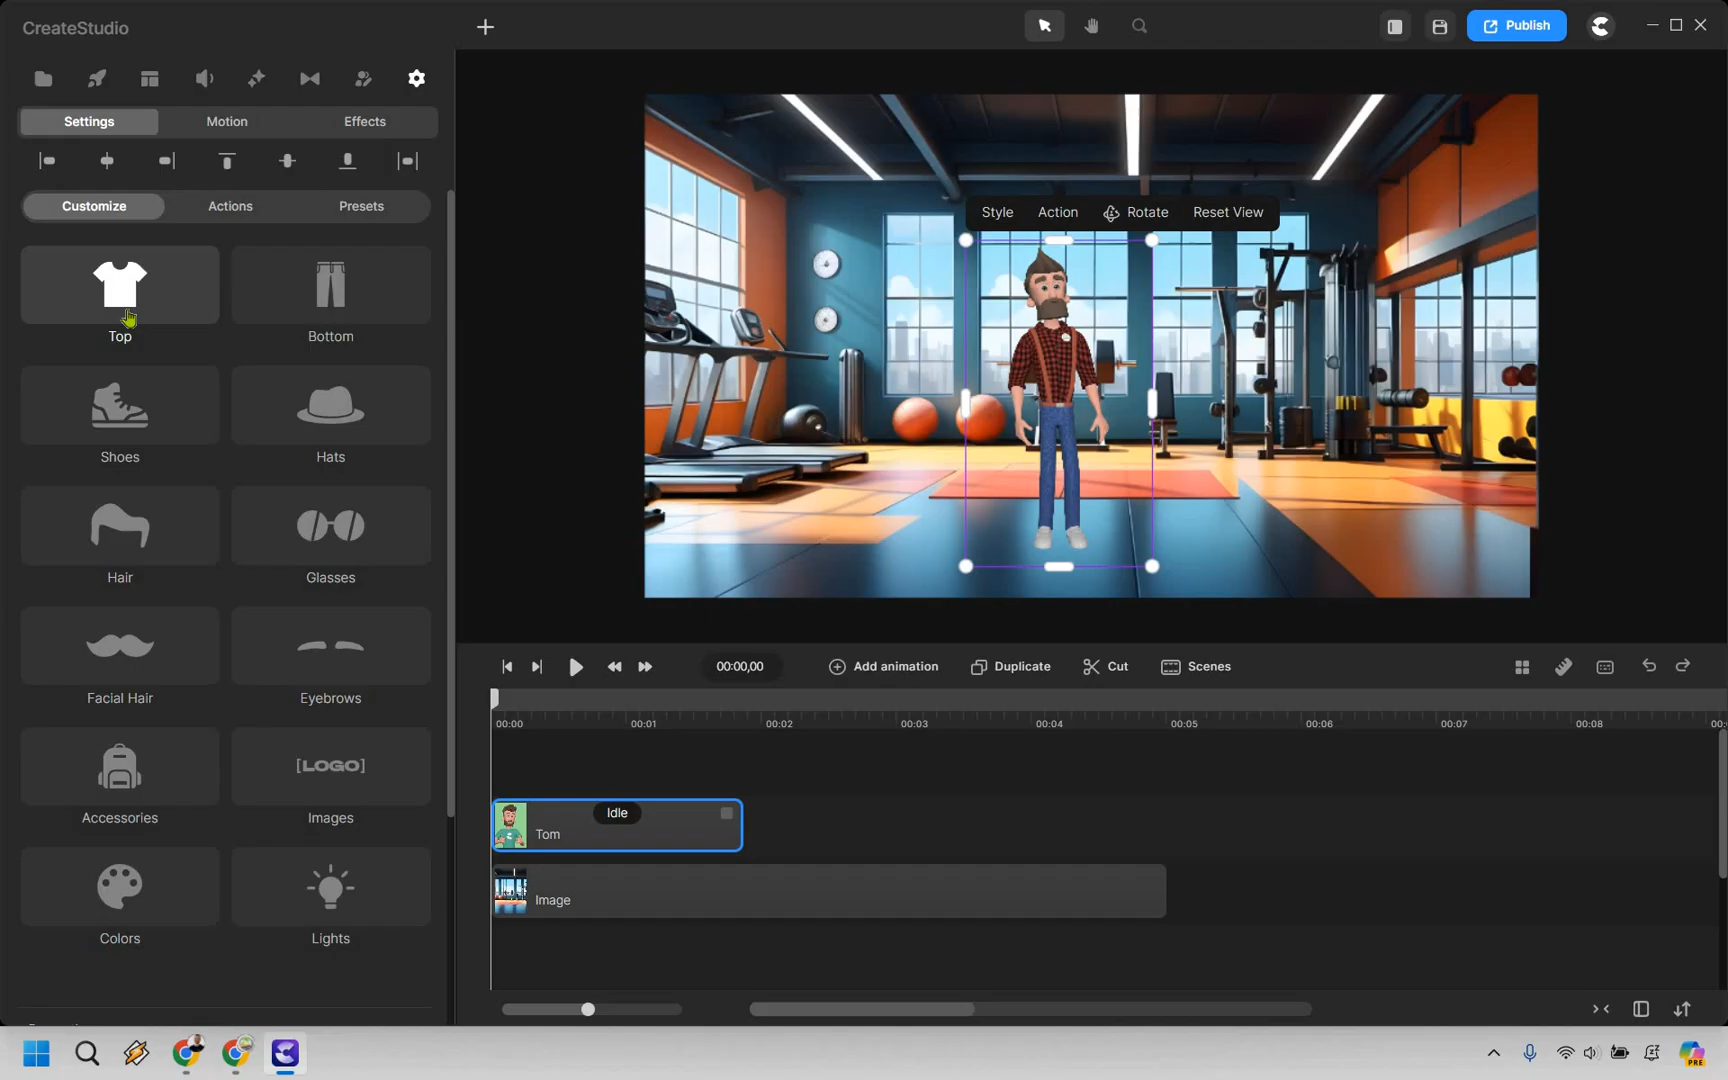 CreateStudio
Publish
Settings
Motion
Effects
Customize
Actions
Presets
Style
Action
Rotate
Reset View
Top
Bottom
Shoes
Hats
Hair
Glasses
Facial Hair
Eyebrows
Accessories
[LOGO]
Images
Colors
Lights
00:00,00
Add animation
Duplicate
Cut
Scenes
00:00
00:01
00:02
00:03
00:04
00:05
00:06
00:07
00:08
Idle
Tom
Image
PRE